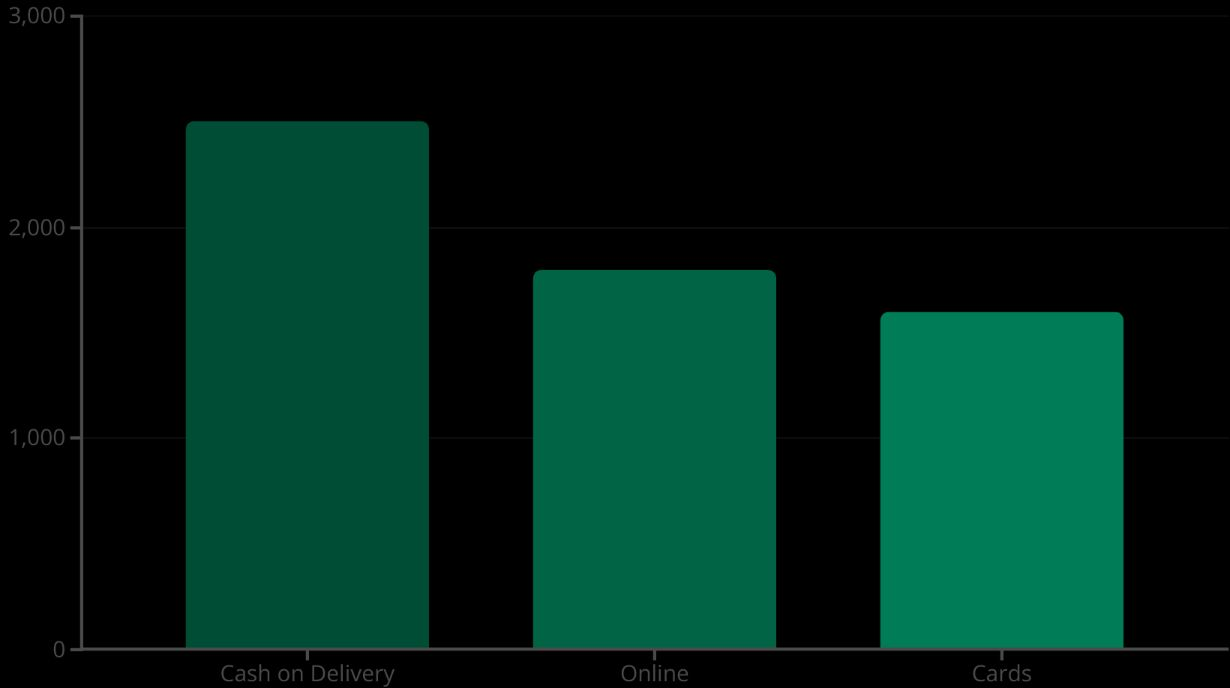 3,000
2,000
1,000
0
Cash on Delivery
Online
Cards